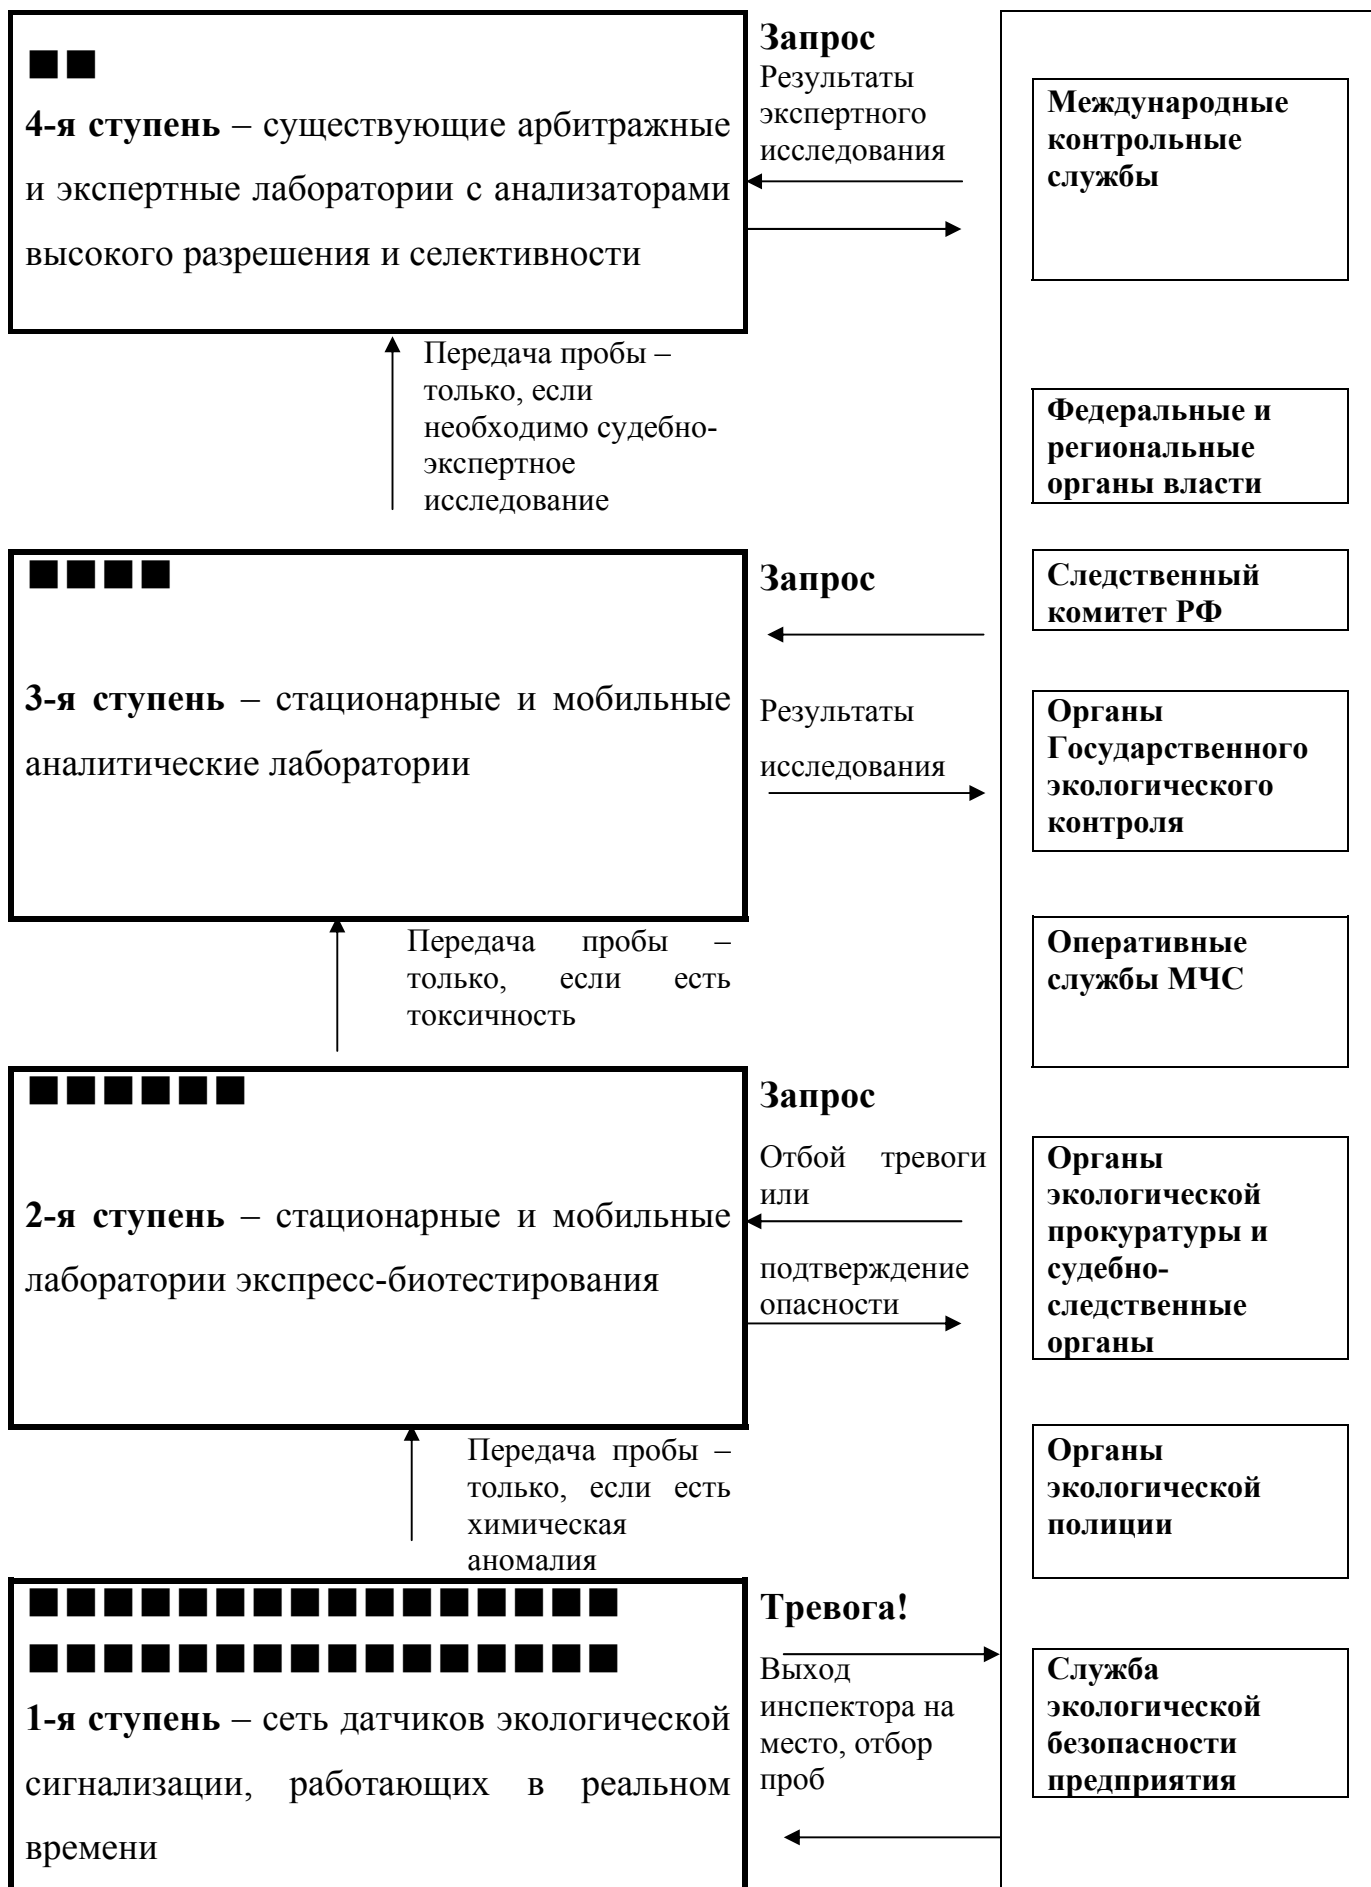 4-я ступень – существующие арбитражные
и экспертные лаборатории с анализаторами
высокого разрешения и селективности
Запрос
Результаты
экспертного
исследования
Международные
контрольные
службы
Передача пробы –
только, если
необходимо судебно-
экспертное
исследование
Федеральные и
региональные
органы власти
3-я ступень – стационарные и мобильные
аналитические лаборатории
Запрос
Результаты
исследования
Следственный
комитет РФ
Органы
Государственного
экологического
контроля
Передача пробы –
только, если есть
токсичность
Оперативные
службы МЧС
2-я ступень – стационарные и мобильные
лаборатории экспресс-биотестирования
Запрос
Отбой тревоги
или
подтверждение
опасности
Органы
экологической
прокуратуры и
судебно-
следственные
органы
Передача пробы –
только, если есть
химическая
аномалия
Органы
экологической
полиции
1-я ступень – сеть датчиков экологической
сигнализации, работающих в реальном
времени
Тревога!
Выход
инспектора на
место, отбор
проб
Служба
экологической
безопасности
предприятия